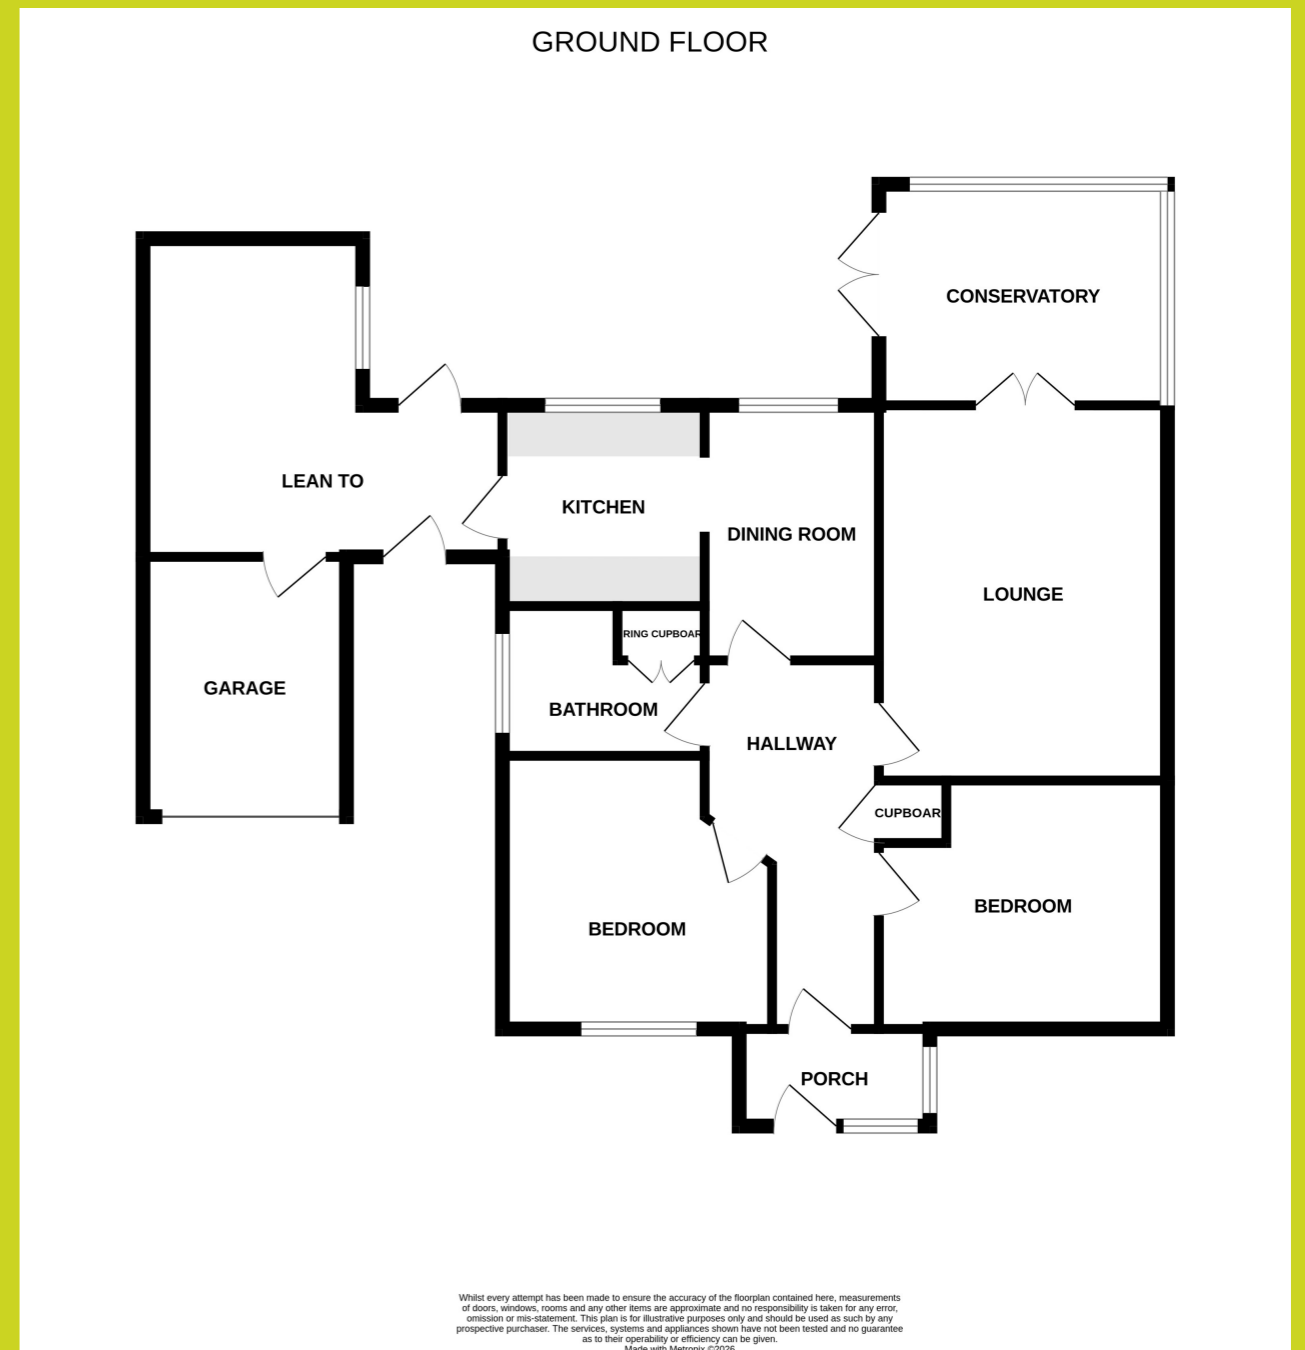 GROUND FLOOR
CONSERVATORY
LEAN TO
KITCHEN
DINING ROOM
LOUNGE
RING CUPBOAR
GARAGE
BATHROOM
HALLWAY
CUPBOAR
BEDROOM
BEDROOM
PORCH
Whilst every attempt has been made to ensure the accuracy of the floorplan contained here, measurements
of doors, windows, rooms and any other items are approximate and no responsibility is taken for any error,
omission or mis-statement. This plan is for illustrative purposes only and should be used as such by any
prospective purchaser. The services, systems and appliances shown have not been tested and no guarantee
as to their operability or efficiency can be given.
Made with Metropix ©2026